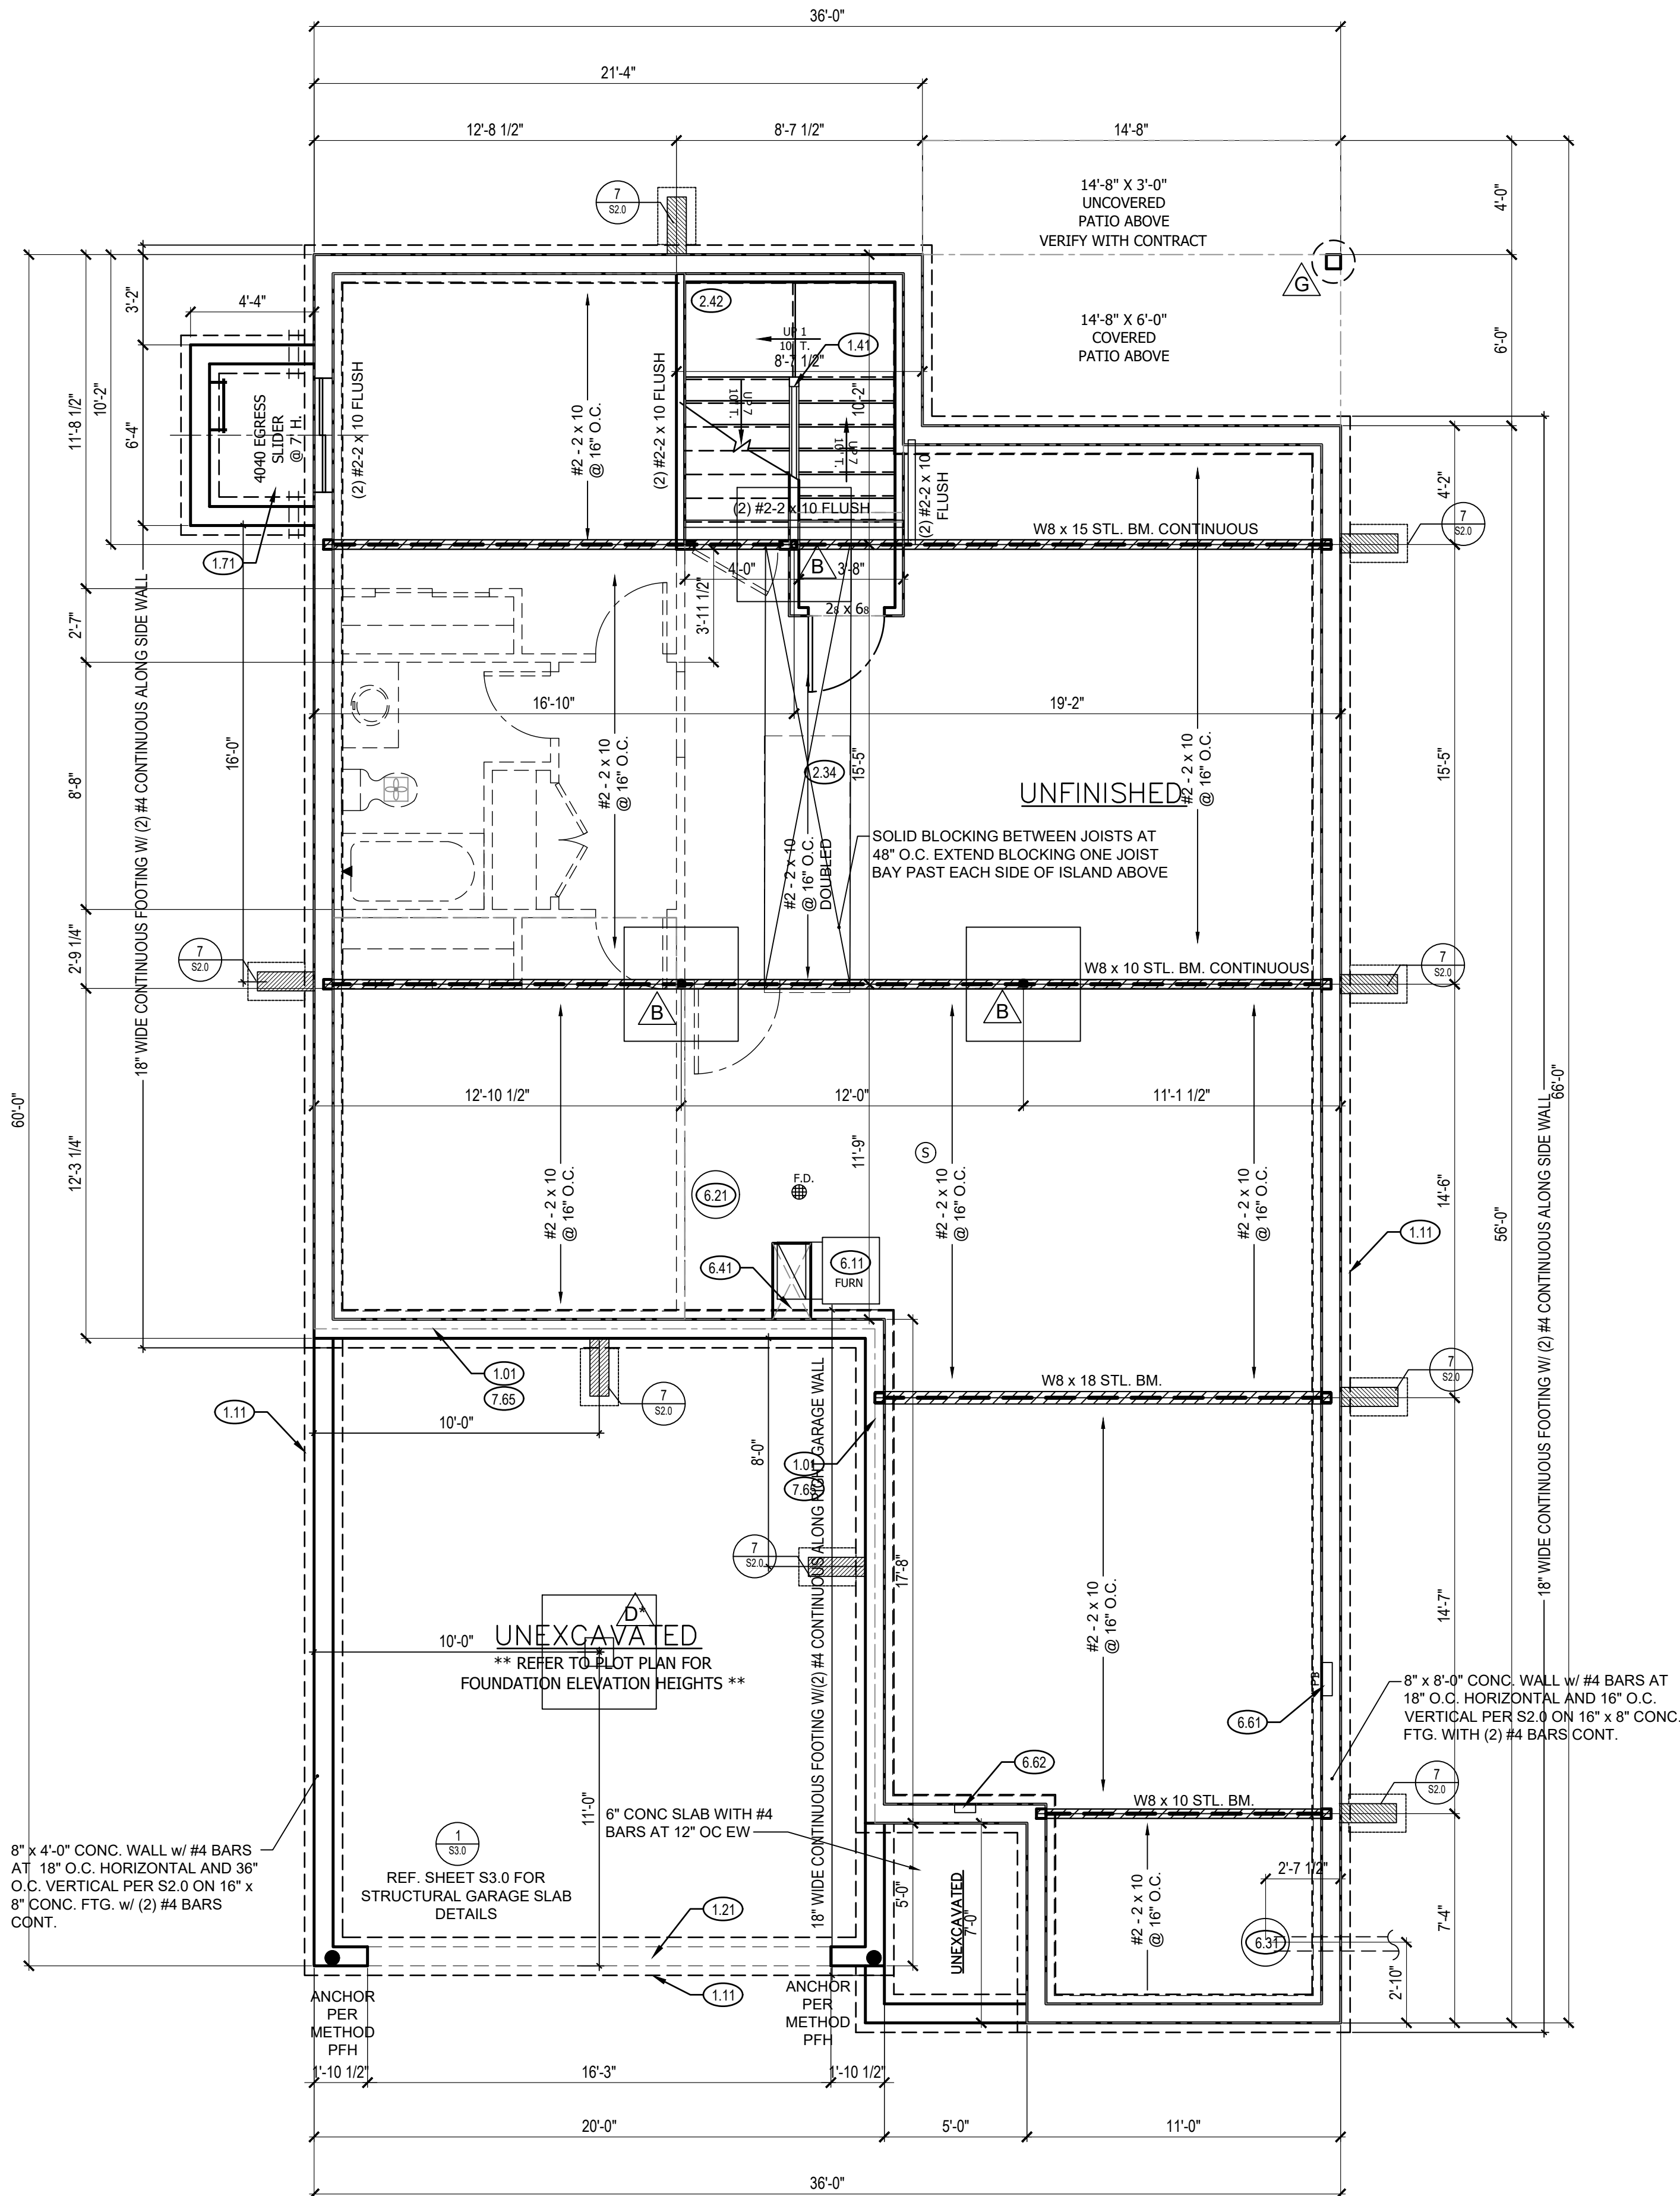 36'-0"
21'-4"
12'-8 1/2"
8'-7 1/2"
14'-8"
7
S2.0
14'-8" X 3'-0"
UNCOVERED
PATIO ABOVE
VERIFY WITH CONTRACT
4'-0"
G
14'-8" X 6'-0"
COVERED
PATIO ABOVE
6'-0"
3'-2"
4'-4"
10'-2"
11'-8 1/2"
6'-4"
4040 EGRESS
SLIDER
@ 7' H.
(2) #2-2 x 10 FLUSH
#2 - 2 x 10
@ 16" O.C.
(2) #2-2 x 10 FLUSH
2.42
UP 1
10" T.
1.41
8'-7 1/2"
UP 7
10" T.
10'-2"
UP 7
10" T.
(2) #2-2 x 10 FLUSH
(2) #2-2 x 10
FLUSH
W8 x 15 STL. BM. CONTINUOUS
4'-2"
7
S2.0
1.71
4'-0"
B
3'-8"
28 x 68
3'-11 1/2"
2'-7"
18" WIDE CONTINUOUS FOOTING W/ (2) #4 CONTINUOUS ALONG SIDE WALL
16'-0"
16'-10"
19'-2"
#2 - 2 x 10
@ 16" O.C.
2.34
15'-5"
UNFINISHED
#2 - 2 x 10
@ 16" O.C.
15'-5"
8'-8"
SOLID BLOCKING BETWEEN JOISTS AT
48" O.C. EXTEND BLOCKING ONE JOIST
BAY PAST EACH SIDE OF ISLAND ABOVE
#2 - 2 x 10
@ 16" O.C.
DOUBLED
2'-9 1/4"
7
S2.0
W8 x 10 STL. BM. CONTINUOUS
7
S2.0
B
B
12'-10 1/2"
12'-0"
11'-1 1/2"
60'-0"
66'-0"
12'-3 1/4"
11'-9"
S
#2 - 2 x 10
@ 16" O.C.
6.21
F.D.
#2 - 2 x 10
@ 16" O.C.
#2 - 2 x 10
@ 16" O.C.
14'-6"
56'-0"
18" WIDE CONTINUOUS FOOTING W/ (2) #4 CONTINUOUS ALONG SIDE WALL
1.11
6.41
6.11
FURN
1.01
7.65
7
S2.0
W8 x 18 STL. BM.
7
S2.0
1.11
10'-0"
8'-0"
1.01
7.65
18" WIDE CONTINUOUS FOOTING W/(2) #4 CONTINUOUS ALONG RIGHT GARAGE WALL
7
S2.0
17'-8"
D*
10'-0"
UNEXCAVATED
** REFER TO PLOT PLAN FOR
FOUNDATION ELEVATION HEIGHTS **
#2 - 2 x 10
@ 16" O.C.
14'-7"
PB
6.61
8" x 8'-0" CONC. WALL w/ #4 BARS AT
18" O.C. HORIZONTAL AND 16" O.C.
VERTICAL PER S2.0 ON 16" x 8" CONC.
FTG. WITH (2) #4 BARS CONT.
6.62
7
S2.0
W8 x 10 STL. BM.
11'-0"
6" CONC SLAB WITH #4
BARS AT 12" OC EW
8" x 4'-0" CONC. WALL w/ #4 BARS
AT 18" O.C. HORIZONTAL AND 36"
O.C. VERTICAL PER S2.0 ON 16" x
8" CONC. FTG. w/ (2) #4 BARS
CONT.
1
S3.0
REF. SHEET S3.0 FOR
STRUCTURAL GARAGE SLAB
DETAILS
1.21
5'-0"
UNEXCAVATED
7'-0"
#2 - 2 x 10
@ 16" O.C.
2'-7 1/2"
6.31
7'-4"
2'-10"
1.11
ANCHOR
PER
METHOD
PFH
ANCHOR
PER
METHOD
PFH
1'-10 1/2"
16'-3"
1'-10 1/2"
20'-0"
5'-0"
11'-0"
36'-0"